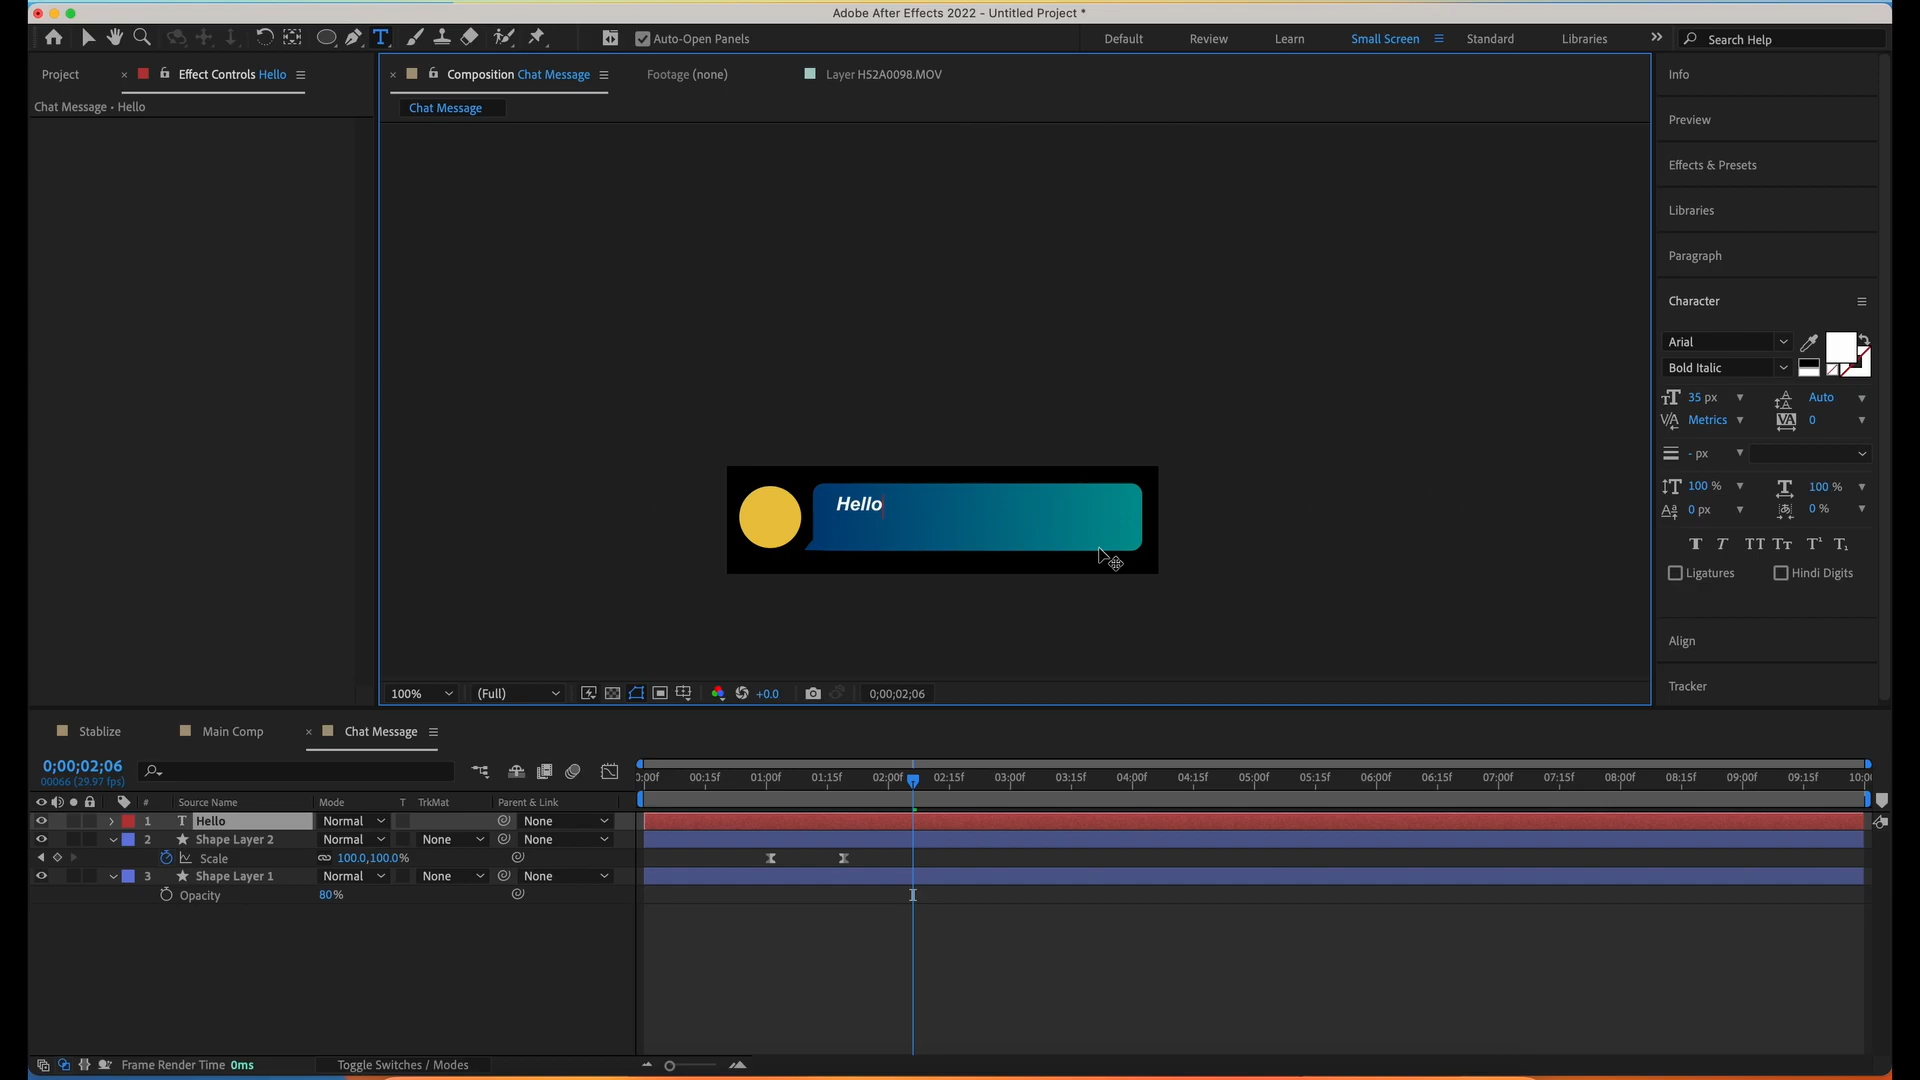 Adobe After Effects 2022 - Untitled Project *
Auto-Open Panels
Default
Review
Learn
Small Screen
Standard
Libraries
Search Help
Project
Effect Controls Hello
Composition Chat Message
Footage (none)
Layer H52A0098.MOV
Chat Message • Hello
Chat Message
Hello
100%
(Full)
+0.0
0;00;02;06
Info
Preview
Effects & Presets
Libraries
Paragraph
Character
Arial
Bold Italic
35 px
Auto
Metrics
0
- px
100 %
100 %
0 px
0 %
Ligatures
Hindi Digits
Align
Tracker
Stablize
Main Comp
Chat Message
0;00;02;06
00066 (29.97 fps)
:00f 00:15f 01:00f 01:15f 02:00f 02:15f 03:00f 03:15f 04:00f 04:15f 05:00f 05:15f 06:00f 06:15f 07:00f 07:15f 08:00f 08:15f 09:00f 09:15f 10:0
# Source Name Mode T TrkMat Parent & Link
1 T Hello Normal None
2 Shape Layer 2 Normal None None
Scale 100.0,100.0%
3 Shape Layer 1 Normal None None
Opacity 80%
Frame Render Time 0ms
Toggle Switches / Modes